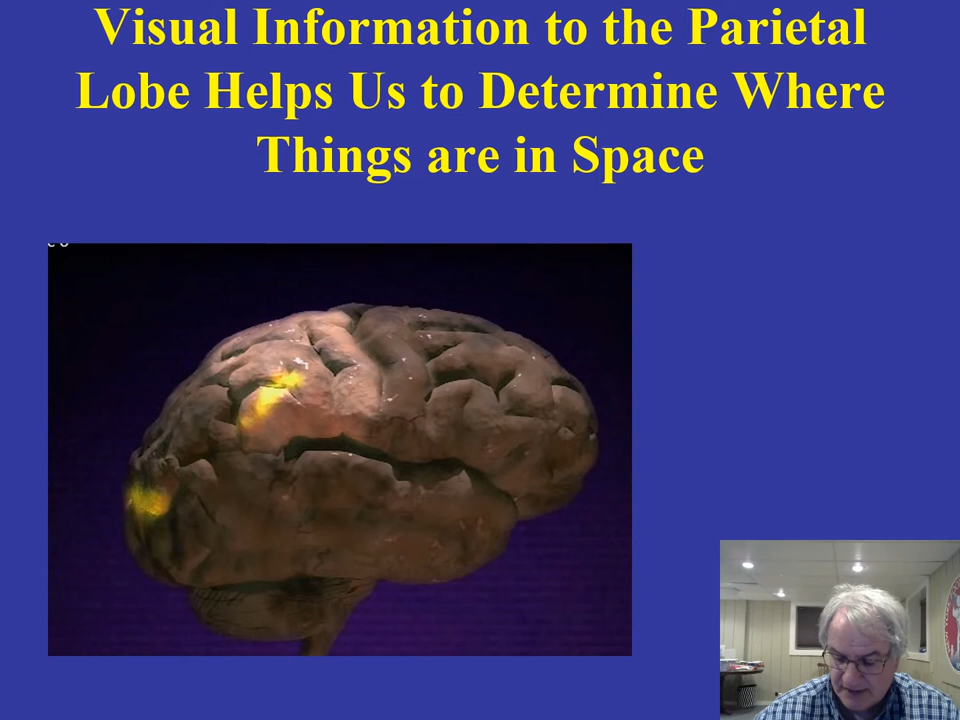 Visual Information to the Parietal
Lobe Helps Us to Determine Where
Things are in Space